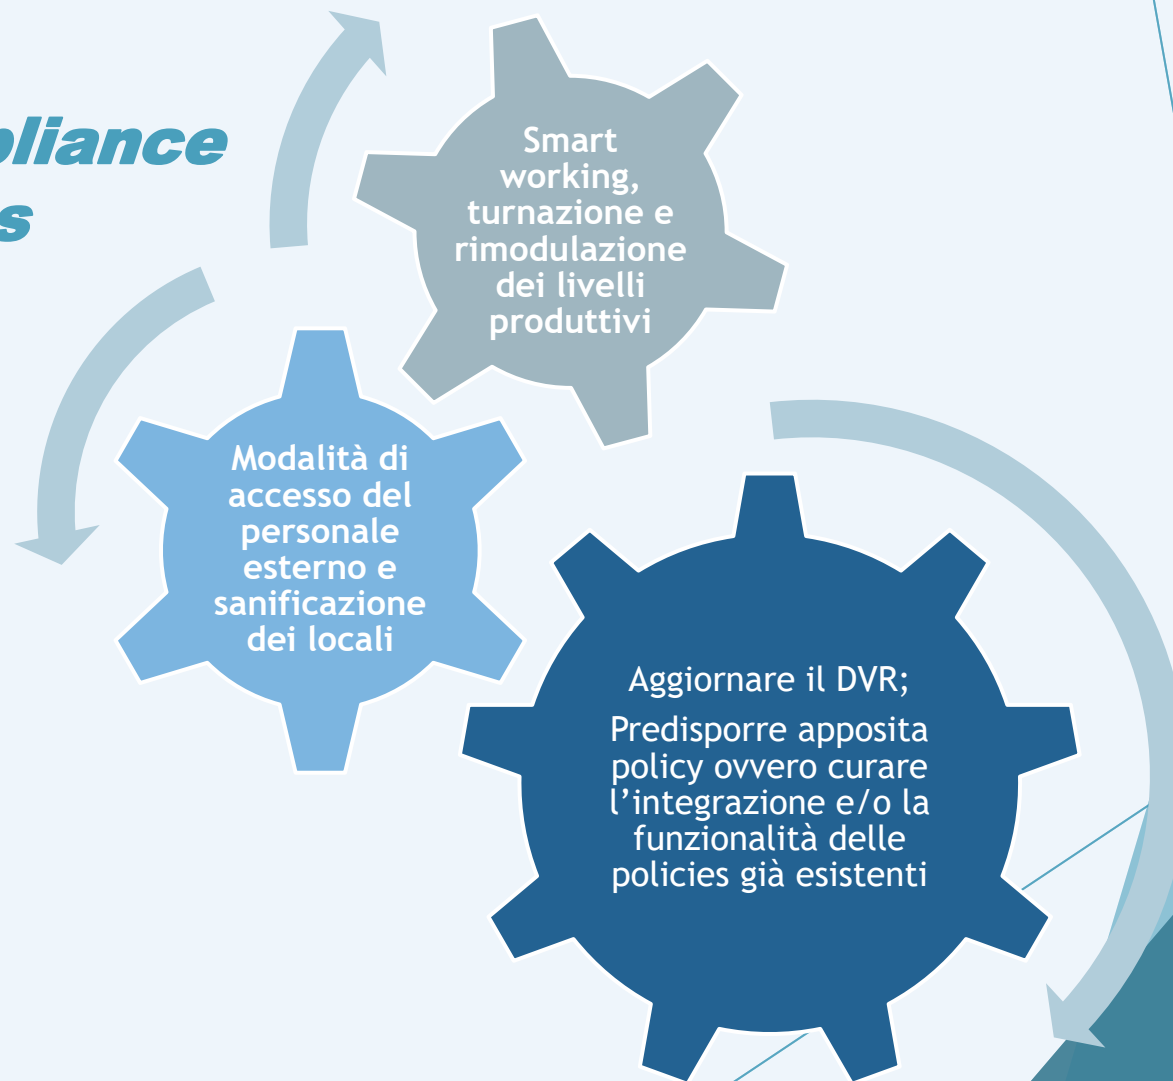 pliance
s
Smart
working,
turnazione e
rimodulazione
dei livelli
produttivi
Modalità di
accesso del
personale
esterno e
sanificazione
dei locali
Aggiornare il DVR;
Predisporre apposita
policy ovvero curare
l’integrazione e/o la
funzionalità delle
policies già esistenti